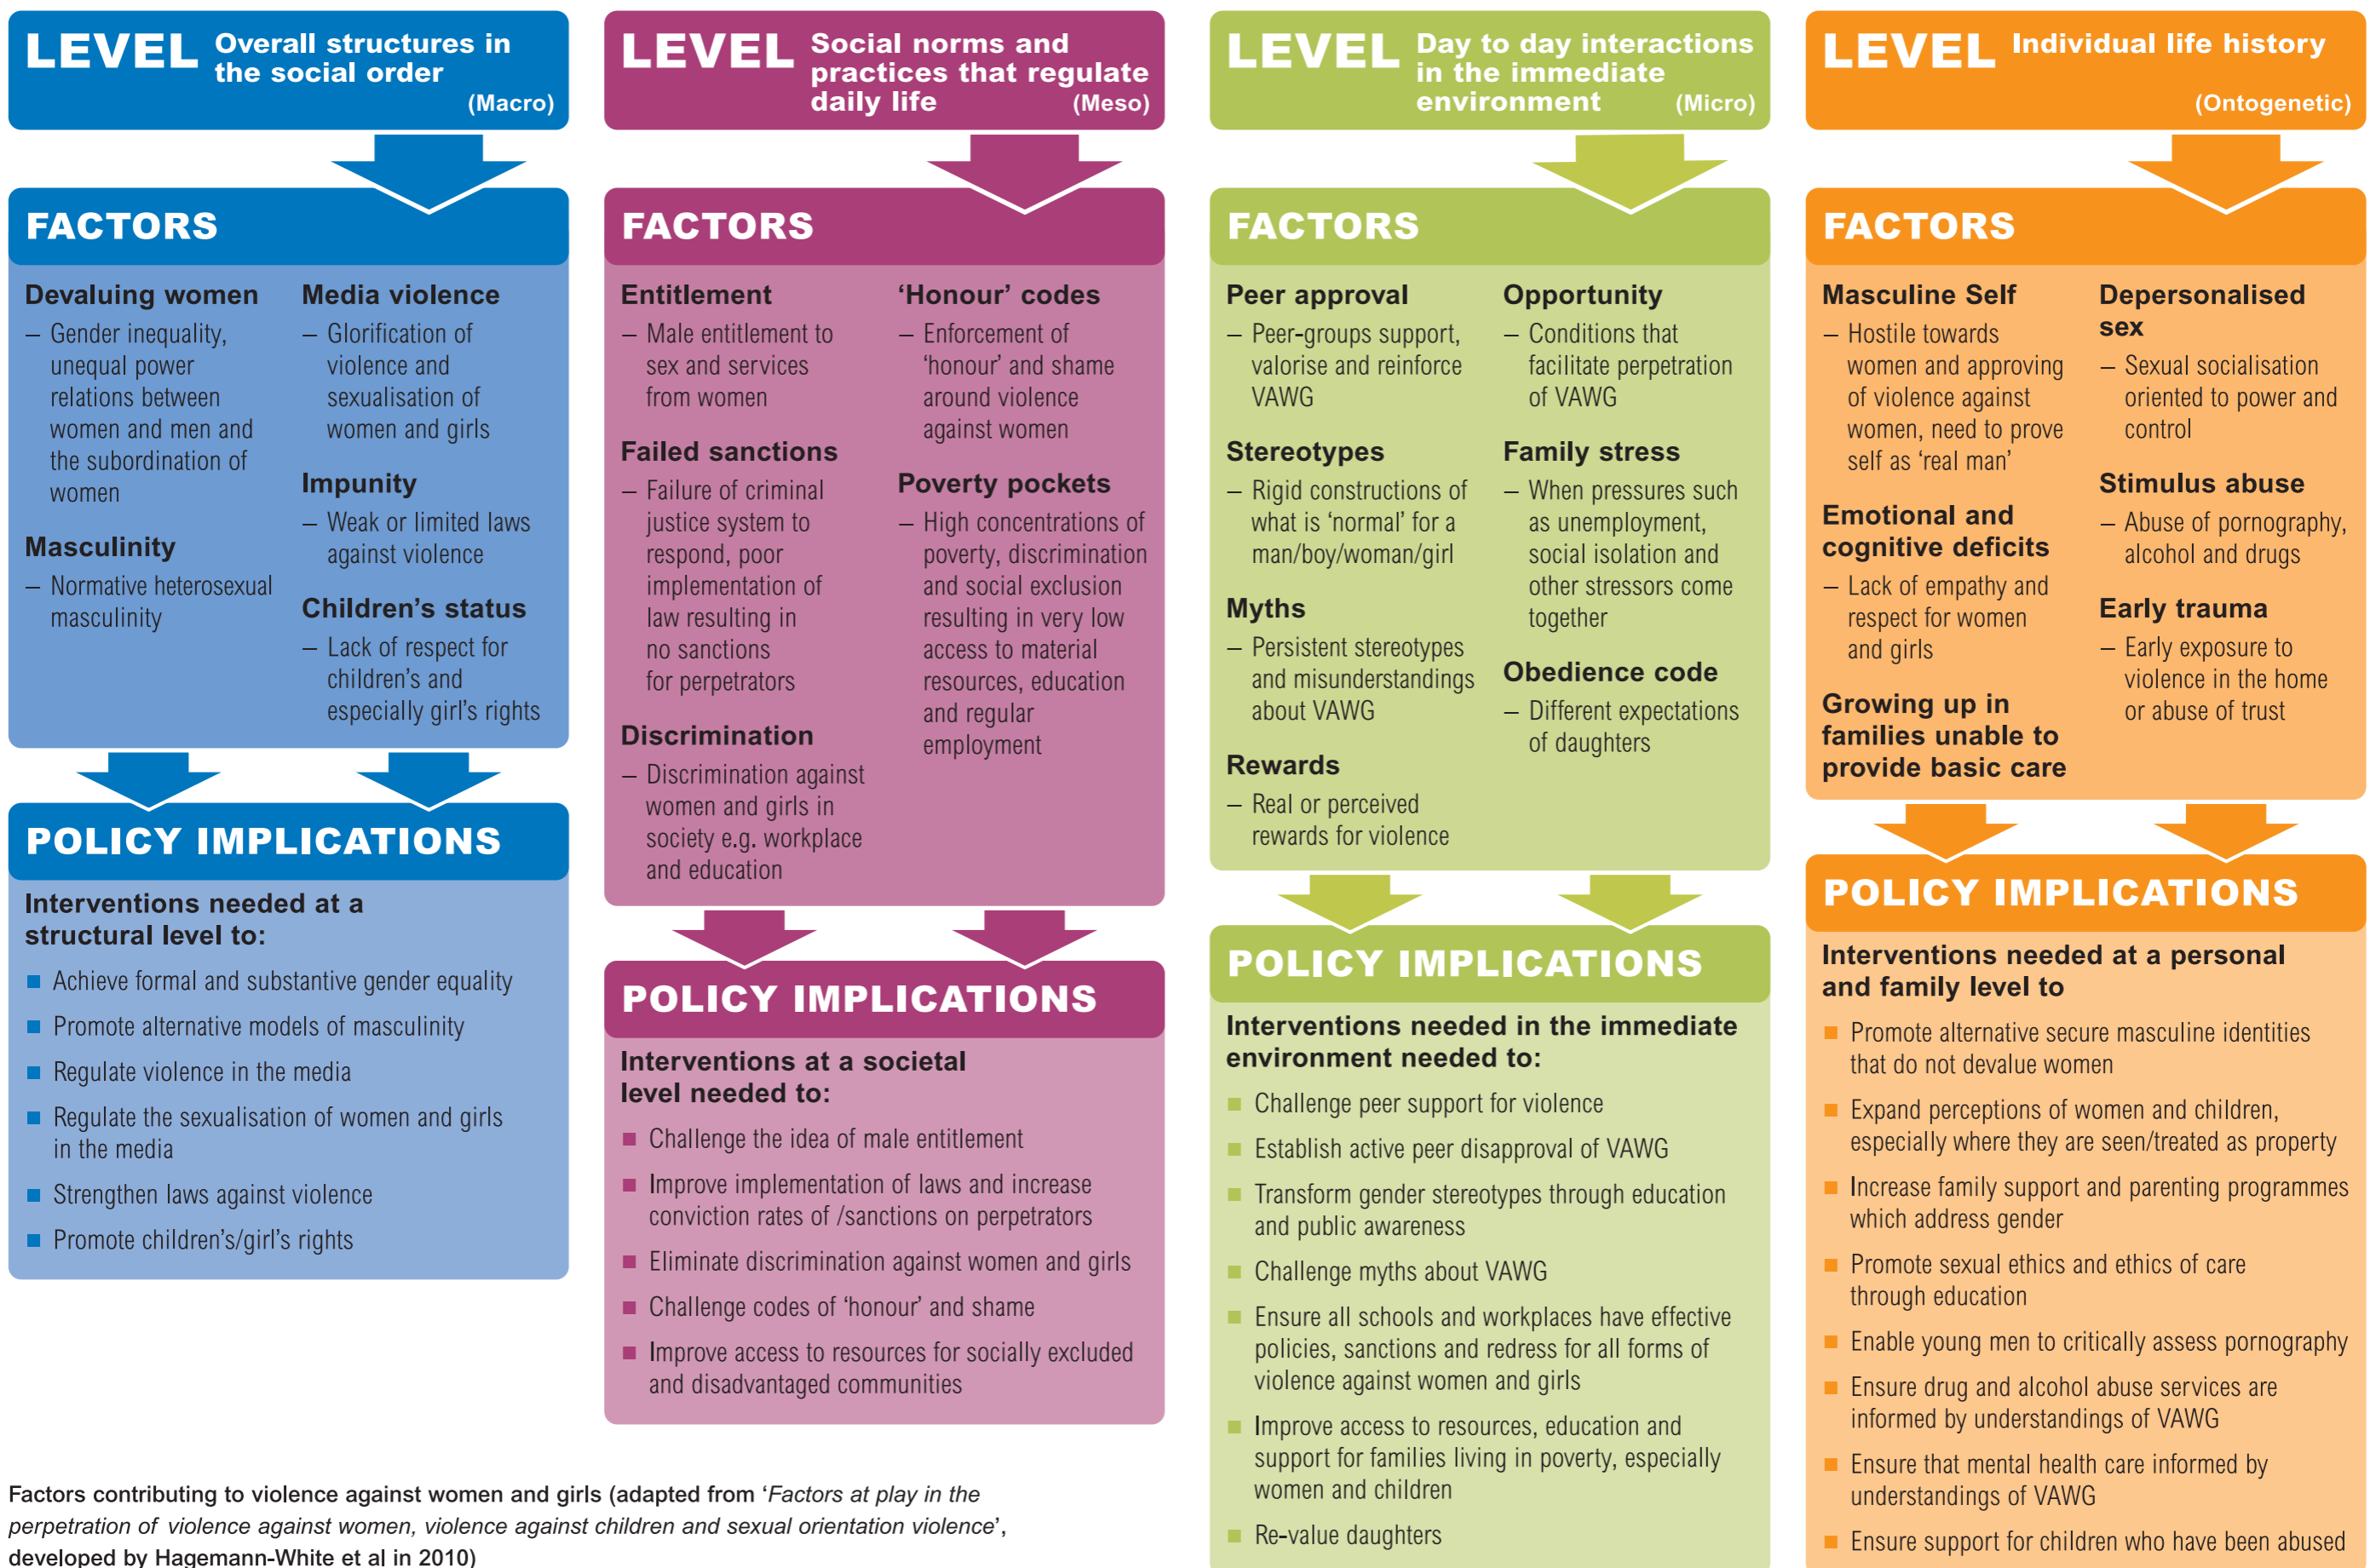 LEVEL
Overall structures in
the social order
(Macro)
FACTORS
Devaluing women
– Gender inequality,
unequal power
relations between
women and men and
the subordination of
women
Masculinity
– Normative heterosexual
masculinity
Media violence
– Glorification of
violence and
sexualisation of
women and girls
Impunity
– Weak or limited laws
against violence
Children’s status
– Lack of respect for
children’s and
especially girl’s rights
POLICY IMPLICATIONS
Interventions needed at a
structural level to:
■ Achieve formal and substantive gender equality
■ Promote alternative models of masculinity
■ Regulate violence in the media
■ Regulate the sexualisation of women and girls
in the media
■ Strengthen laws against violence
■ Promote children’s/girl’s rights
LEVEL
Social norms and
practices that regulate
daily life (Meso)
FACTORS
Entitlement
– Male entitlement to
sex and services
from women
Failed sanctions
– Failure of criminal
justice system to
respond, poor
implementation of
law resulting in
no sanctions
for perpetrators
Discrimination
– Discrimination against
women and girls in
society e.g. workplace
and education
‘Honour’ codes
– Enforcement of
‘honour’ and shame
around violence
against women
Poverty pockets
– High concentrations of
poverty, discrimination
and social exclusion
resulting in very low
access to material
resources, education
and regular
employment
POLICY IMPLICATIONS
Interventions at a societal
level needed to:
■ Challenge the idea of male entitlement
■ Improve implementation of laws and increase
conviction rates of /sanctions on perpetrators
■ Eliminate discrimination against women and girls
■ Challenge codes of ‘honour’ and shame
■ Improve access to resources for socially excluded
and disadvantaged communities
LEVEL
Day to day interactions
in the immediate
environment (Micro)
FACTORS
Peer approval
– Peer-groups support,
valorise and reinforce
VAWG
Stereotypes
– Rigid constructions of
what is ‘normal’ for a
man/boy/woman/girl
Myths
– Persistent stereotypes
and misunderstandings
about VAWG
Rewards
– Real or perceived
rewards for violence
Opportunity
– Conditions that
facilitate perpetration
of VAWG
Family stress
– When pressures such
as unemployment,
social isolation and
other stressors come
together
Obedience code
– Different expectations
of daughters
POLICY IMPLICATIONS
Interventions needed in the immediate
environment needed to:
■ Challenge peer support for violence
■ Establish active peer disapproval of VAWG
■ Transform gender stereotypes through education
and public awareness
■ Challenge myths about VAWG
■ Ensure all schools and workplaces have effective
policies, sanctions and redress for all forms of
violence against women and girls
■ Improve access to resources, education and
support for families living in poverty, especially
women and children
■ Re-value daughters
LEVEL
Individual life history
(Ontogenetic)
FACTORS
Masculine Self
– Hostile towards
women and approving
of violence against
women, need to prove
self as ‘real man’
Emotional and
cognitive deficits
– Lack of empathy and
respect for women
and girls
Growing up in
families unable to
provide basic care
Depersonalised
sex
– Sexual socialisation
oriented to power and
control
Stimulus abuse
– Abuse of pornography,
alcohol and drugs
Early trauma
– Early exposure to
violence in the home
or abuse of trust
POLICY IMPLICATIONS
Interventions needed at a personal
and family level to
■ Promote alternative secure masculine identities
that do not devalue women
■ Expand perceptions of women and children,
especially where they are seen/treated as property
■ Increase family support and parenting programmes
which address gender
■ Promote sexual ethics and ethics of care
through education
■ Enable young men to critically assess pornography
■ Ensure drug and alcohol abuse services are
informed by understandings of VAWG
■ Ensure that mental health care informed by
understandings of VAWG
■ Ensure support for children who have been abused
Factors contributing to violence against women and girls (adapted from ‘Factors at play in the
perpetration of violence against women, violence against children and sexual orientation violence’,
developed by Hagemann-White et al in 2010)